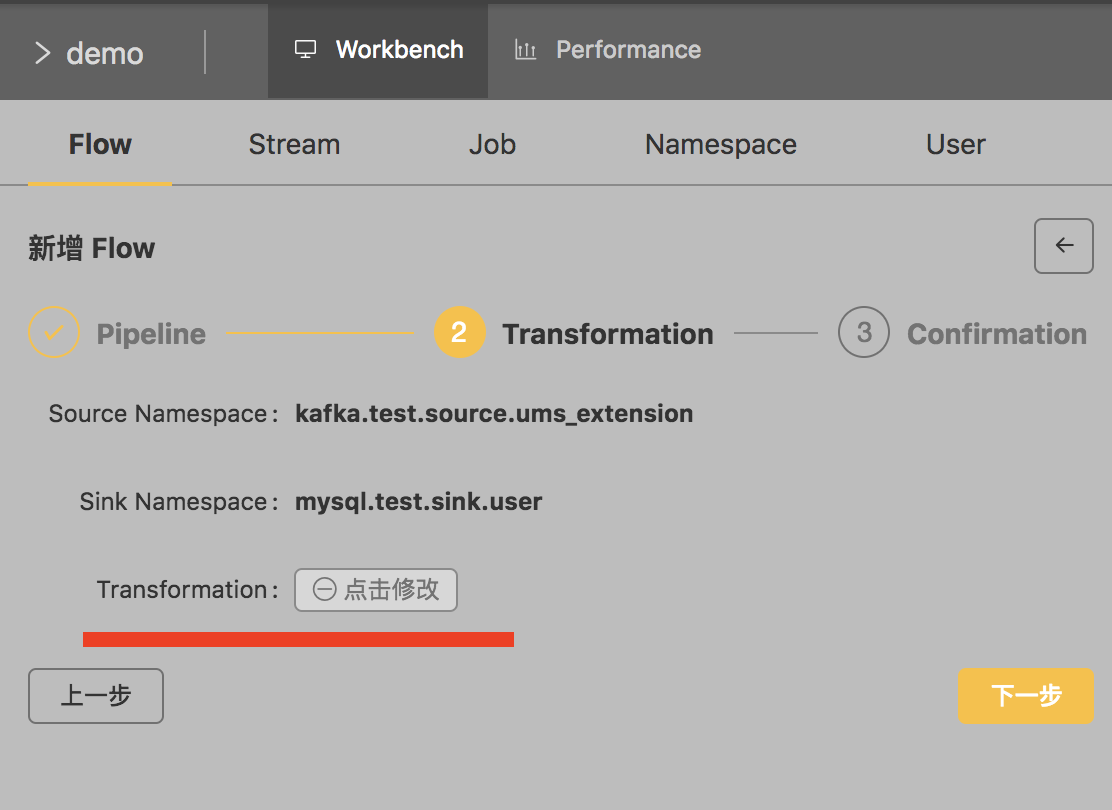 demo Workbench Performance
Flow Stream Job Namespace User
新增 Flow
Pipeline 2 Transformation 3 Confirmation
Source Namespace: kafka.test.source.ums_extension
Sink Namespace: mysql.test.sink.user
Transformation: 点击修改
上一步 下一步